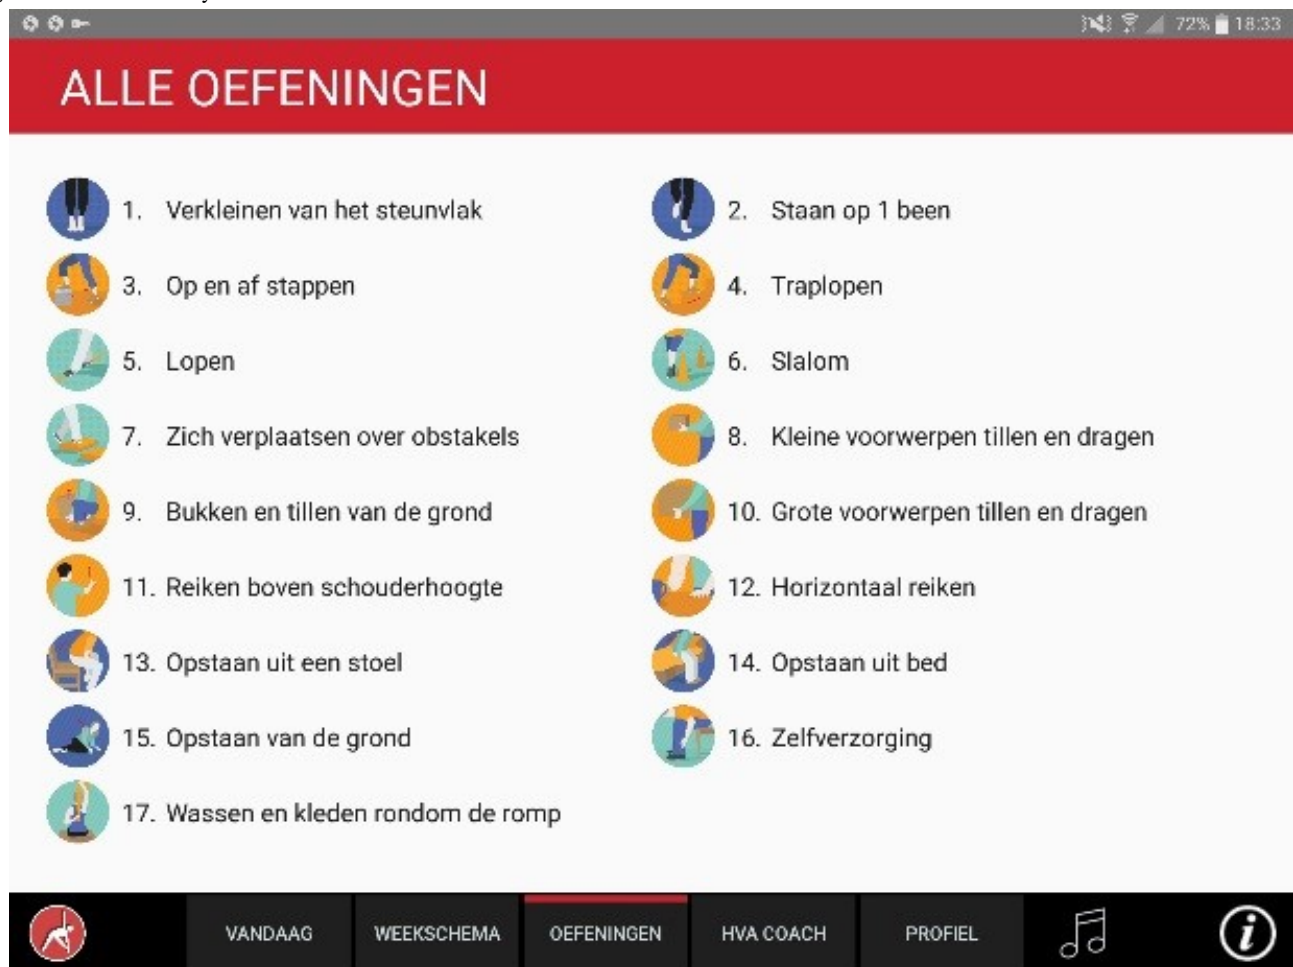 72% 18:33
ALLE OEFENINGEN
1. Verkleinen van het steunvlak
2. Staan op 1 been
3. Op en af stappen
4. Traplopen
5. Lopen
6. Slalom
7. Zich verplaatsen over obstakels
8. Kleine voorwerpen tillen en dragen
9. Bukken en tillen van de grond
10. Grote voorwerpen tillen en dragen
11. Reiken boven schouderhoogte
12. Horizontaal reiken
13. Opstaan uit een stoel
14. Opstaan uit bed
15. Opstaan van de grond
16. Zelfverzorging
17. Wassen en kleden rondom de romp
VANDAAG WEEKSCHEMA OEFENINGEN HVA COACH PROFIEL i